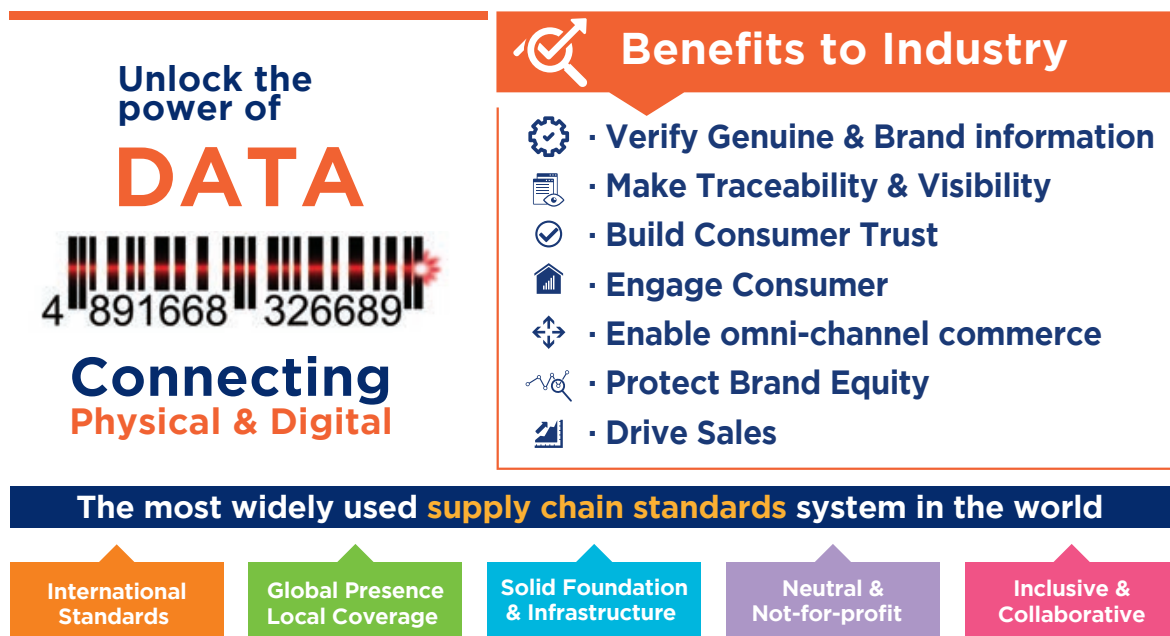 Unlock the
power of
DATA
4 891668 326689
Connecting
Physical & Digital
Benefits to Industry
· Verify Genuine & Brand information
· Make Traceability & Visibility
· Build Consumer Trust
· Engage Consumer
· Enable omni-channel commerce
· Protect Brand Equity
· Drive Sales
The most widely used supply chain standards system in the world
International
Standards
Global Presence
Local Coverage
Solid Foundation
& Infrastructure
Neutral &
Not-for-profit
Inclusive &
Collaborative